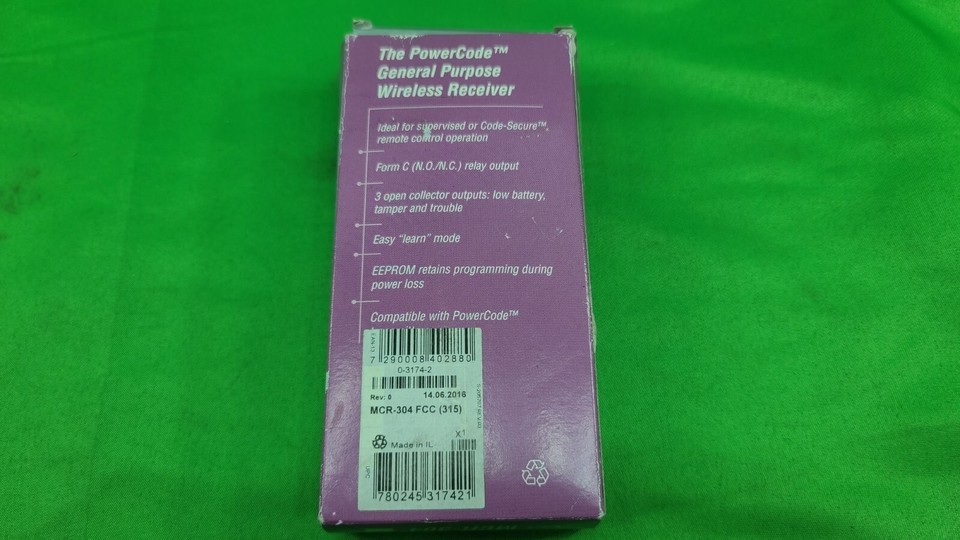 The PowerCode™
General Purpose
Wireless Receiver
Ideal for supervised or Code-Secure™
remote control operation
Form C (N.O./N.C.) relay output
3 open collector outputs: low battery,
tamper and trouble
Easy "learn" mode
EEPROM retains programming during
power loss
Compatible with PowerCode™
EAN-13
7 290008 402880
0-3174-2
Rev: 0 14.06.2016
MCR-304 FCC (315)
X1
Made in IL
UPC
780245 317421